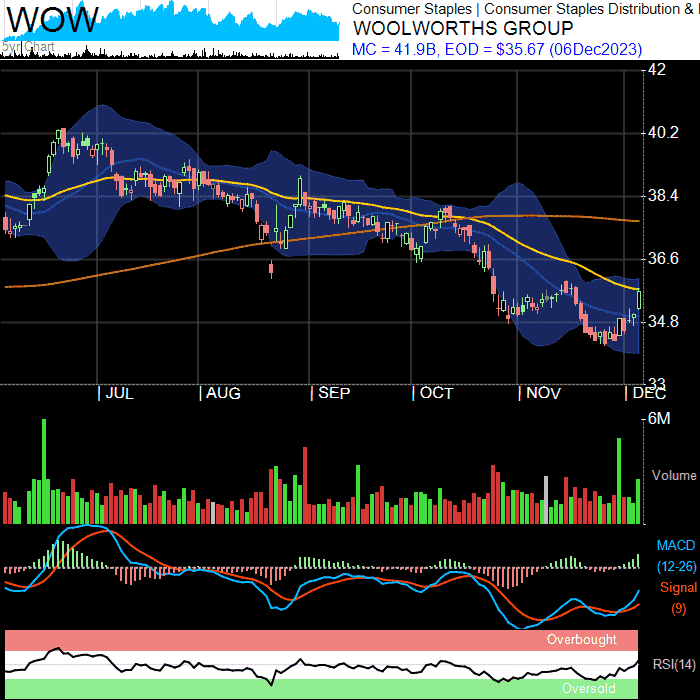 WOW
5yr Chart
Consumer Staples | Consumer Staples Distribution &
WOOLWORTHS GROUP
MC = 41.9B, EOD = $35.67 (06Dec2023)
42
40.2
38.4
36.6
34.8
33
| JUL | AUG | SEP | OCT | NOV | DEC
6M
Volume
MACD
(12-26)
Signal
(9)
Overbought
RSI(14)
Oversold